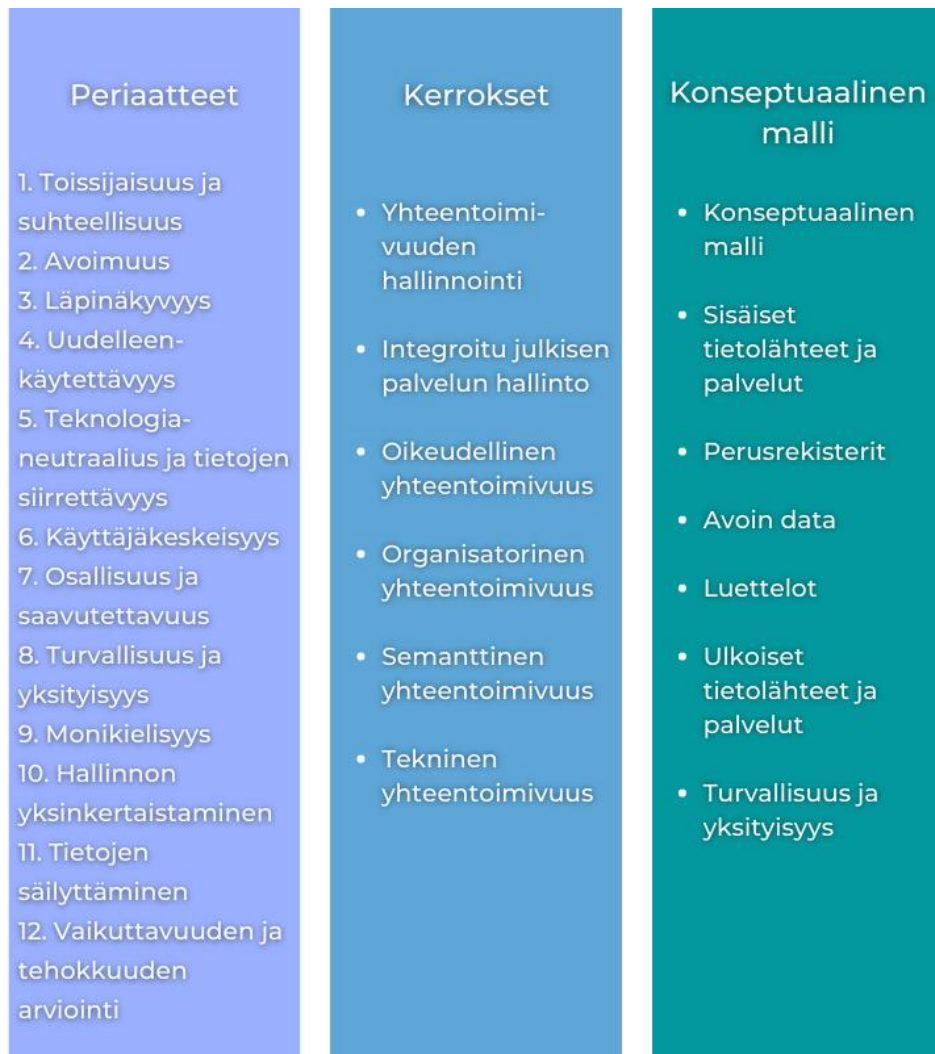 Periaatteet
1. Toissijaisuus ja
suhteellisuus
2. Avoimuus
3. Läpinäkyvyys
4. Uudelleen-
käytettävyys
5. Teknologia-
neutraalius ja tietojen
siirrettävyys
6. Käyttäjäkeskeisyys
7. Osallisuus ja
saavutettavuus
8. Turvallisuus ja
yksityisyys
9. Monikielisyys
10. Hallinnon
yksinkertaistaminen
11. Tietojen
säilyttäminen
12. Vaikuttavuuden ja
tehokkuuden
arviointi
Kerrokset
• Yhteentoimi-
vuuden
hallinnointi
• Integroitu julkisen
palvelun hallinto
• Oikeudellinen
yhteentoimivuus
• Organisatorinen
yhteentoimivuus
• Semanttinen
yhteentoimivuus
• Tekninen
yhteentoimivuus
Konseptuaalinen
malli
• Konseptuaalinen
malli
• Sisäiset
tietolähteet ja
palvelut
• Perusrekisterit
• Avoin data
• Luettelot
• Ulkoiset
tietolähteet ja
palvelut
• Turvallisuus ja
yksityisyys